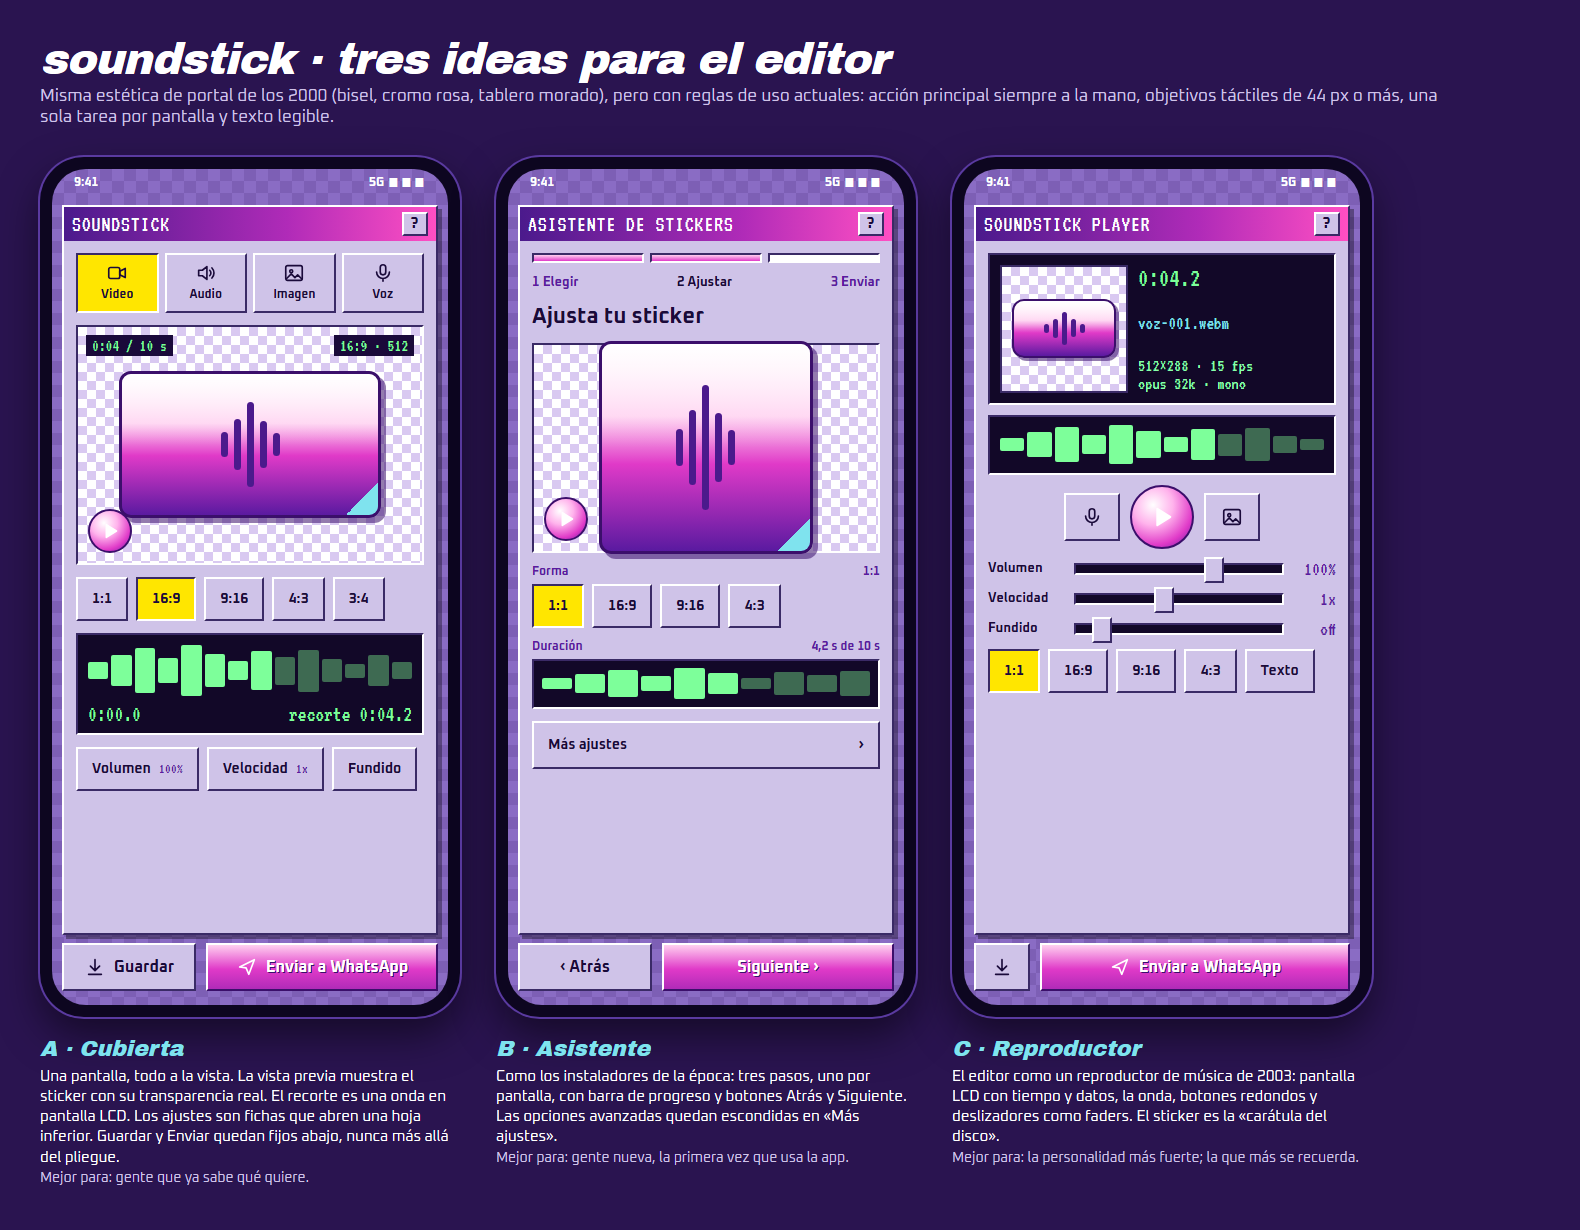 soundstick · tres ideas para el editor
Misma estética de portal de los 2000 (bisel, cromo rosa, tablero morado), pero con reglas de uso actuales: acción principal siempre a la mano, objetivos táctiles de 44 px o más, una
sola tarea por pantalla y texto legible.
9:41
5G
SOUNDSTICK
?
Video
Audio
Imagen
Voz
0:04 / 10 s
16:9 · 512
1:1
16:9
9:16
4:3
3:4
0:00.0
recorte 0:04.2
Volumen 100%
Velocidad 1x
Fundido
Guardar
Enviar a WhatsApp
A · Cubierta
Una pantalla, todo a la vista. La vista previa muestra el
sticker con su transparencia real. El recorte es una onda en
pantalla LCD. Los ajustes son fichas que abren una hoja
inferior. Guardar y Enviar quedan fijos abajo, nunca más allá
del pliegue.
Mejor para: gente que ya sabe qué quiere.
9:41
5G
ASISTENTE DE STICKERS
?
1 Elegir
2 Ajustar
3 Enviar
Ajusta tu sticker
Forma
1:1
1:1
16:9
9:16
4:3
Duración
4,2 s de 10 s
Más ajustes
›
‹ Atrás
Siguiente ›
B · Asistente
Como los instaladores de la época: tres pasos, uno por
pantalla, con barra de progreso y botones Atrás y Siguiente.
Las opciones avanzadas quedan escondidas en «Más
ajustes».
Mejor para: gente nueva, la primera vez que usa la app.
9:41
5G
SOUNDSTICK PLAYER
?
0:04.2
voz-001.webm
512×288 · 15 fps
opus 32k · mono
Volumen
100%
Velocidad
1x
Fundido
off
1:1
16:9
9:16
4:3
Texto
Enviar a WhatsApp
C · Reproductor
El editor como un reproductor de música de 2003: pantalla
LCD con tiempo y datos, la onda, botones redondos y
deslizadores como faders. El sticker es la «carátula del
disco».
Mejor para: la personalidad más fuerte; la que más se recuerda.